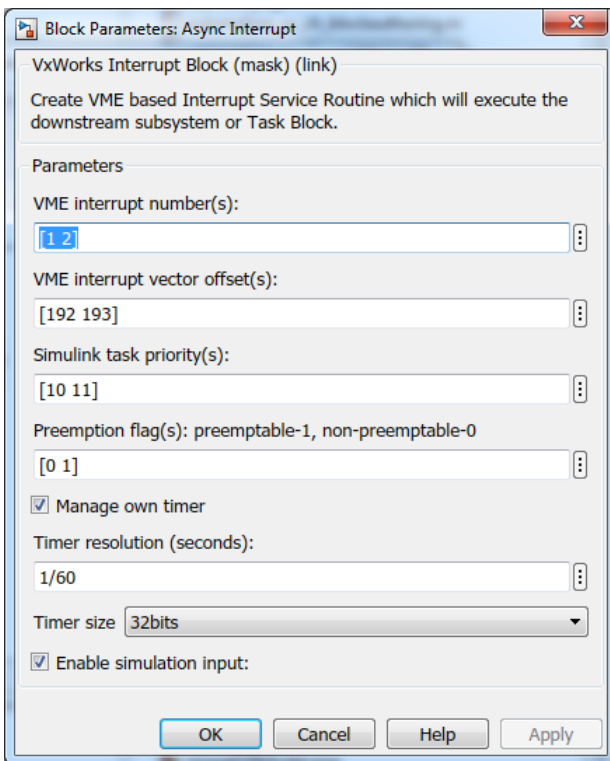 Block Parameters: Async Interrupt
VxWorks Interrupt Block (mask) (link)
Create VME based Interrupt Service Routine which will execute the
downstream subsystem or Task Block.
Parameters
VME interrupt number(s):
[1 2]
VME interrupt vector offset(s):
[192 193]
Simulink task priority(s):
[10 11]
Preemption flag(s): preemptable-1, non-preemptable-0
[0 1]
Manage own timer
Timer resolution (seconds):
1/60
Timer size 32bits
Enable simulation input:
OK Cancel Help Apply